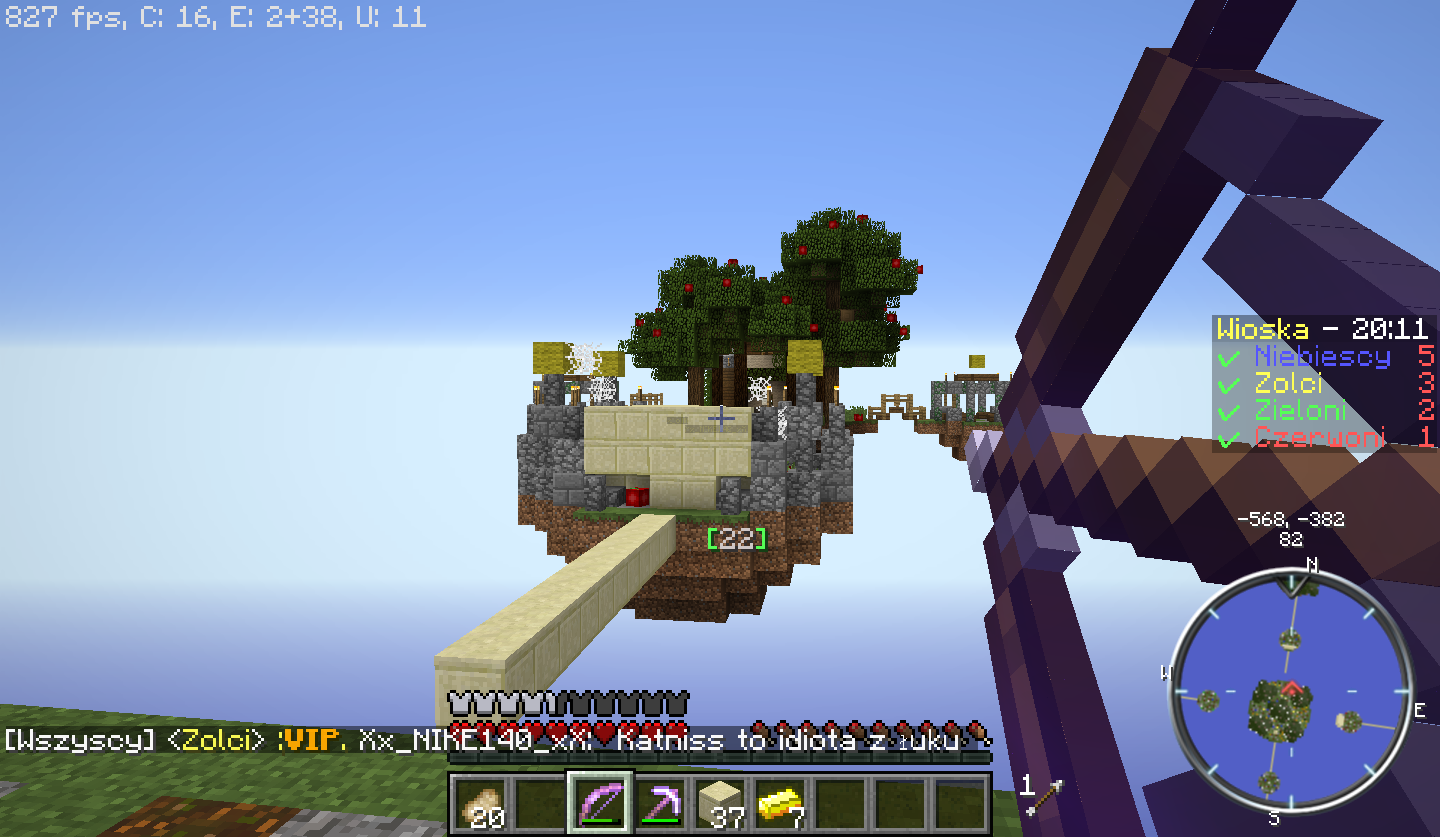 827 fps, C: 16, E: 2+38, U: 11
Wioska - 20:11
Niebiescy 5
Zolci 3
Zieloni 2
Czerwoni 1
[22]
-568, -382
82
N
W
E
S
[Wszyscy] <Zolci> :VIP. Xx_NIKE140_xX: Katniss to idiota z łuku
1
20
37
7